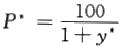 P* = 100 / (1 + y*)